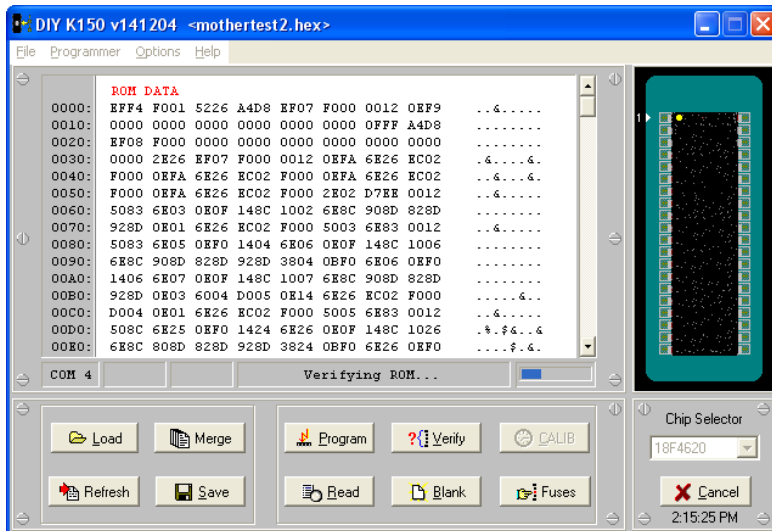 DIY K150 v141204 <mothertest2.hex>
File Programmer Options Help
ROM DATA
0000: EFF4 F001 5226 A4D8 EF07 F000 0012 0EF9 ..&.....
0010: 0000 0000 0000 0000 0000 0000 0FFF A4D8 ........
0020: EF08 F000 0000 0000 0000 0000 0000 0000 ........
0030: 0000 2E26 EF07 F000 0012 0EFA 6E26 EC02 .&....&.
0040: F000 0EFA 6E26 EC02 F000 0EFA 6E26 EC02 ..&...&.
0050: F000 0EFA 6E26 EC02 F000 2E02 D7EE 0012 ..&.....
0060: 5083 6E03 0E0F 148C 1002 6E8C 908D 828D ........
0070: 928D 0E01 6E26 EC02 F000 5003 6E83 0012 ..&.....
0080: 5083 6E05 0EF0 1404 6E06 0E0F 148C 1006 ........
0090: 6E8C 908D 828D 928D 3804 0BF0 6E06 0EF0 ........
00A0: 1406 6E07 0E0F 148C 1007 6E8C 908D 828D ........
00B0: 928D 0E03 6004 D005 0E14 6E26 EC02 F000 .....&..
00C0: D004 0E01 6E26 EC02 F000 5005 6E83 0012 ..&.....
00D0: 508C 6E25 0EF0 1424 6E26 0E0F 148C 1026 .%.$&..&
00E0: 6E8C 808D 828D 928D 3824 0BF0 6E26 0EF0 ....$.&.
COM 4 Verifying ROM...
1
Load Merge Program Verify CALIB
Refresh Save Read Blank Fuses
Chip Selector
18F4620
Cancel
2:15:25 PM